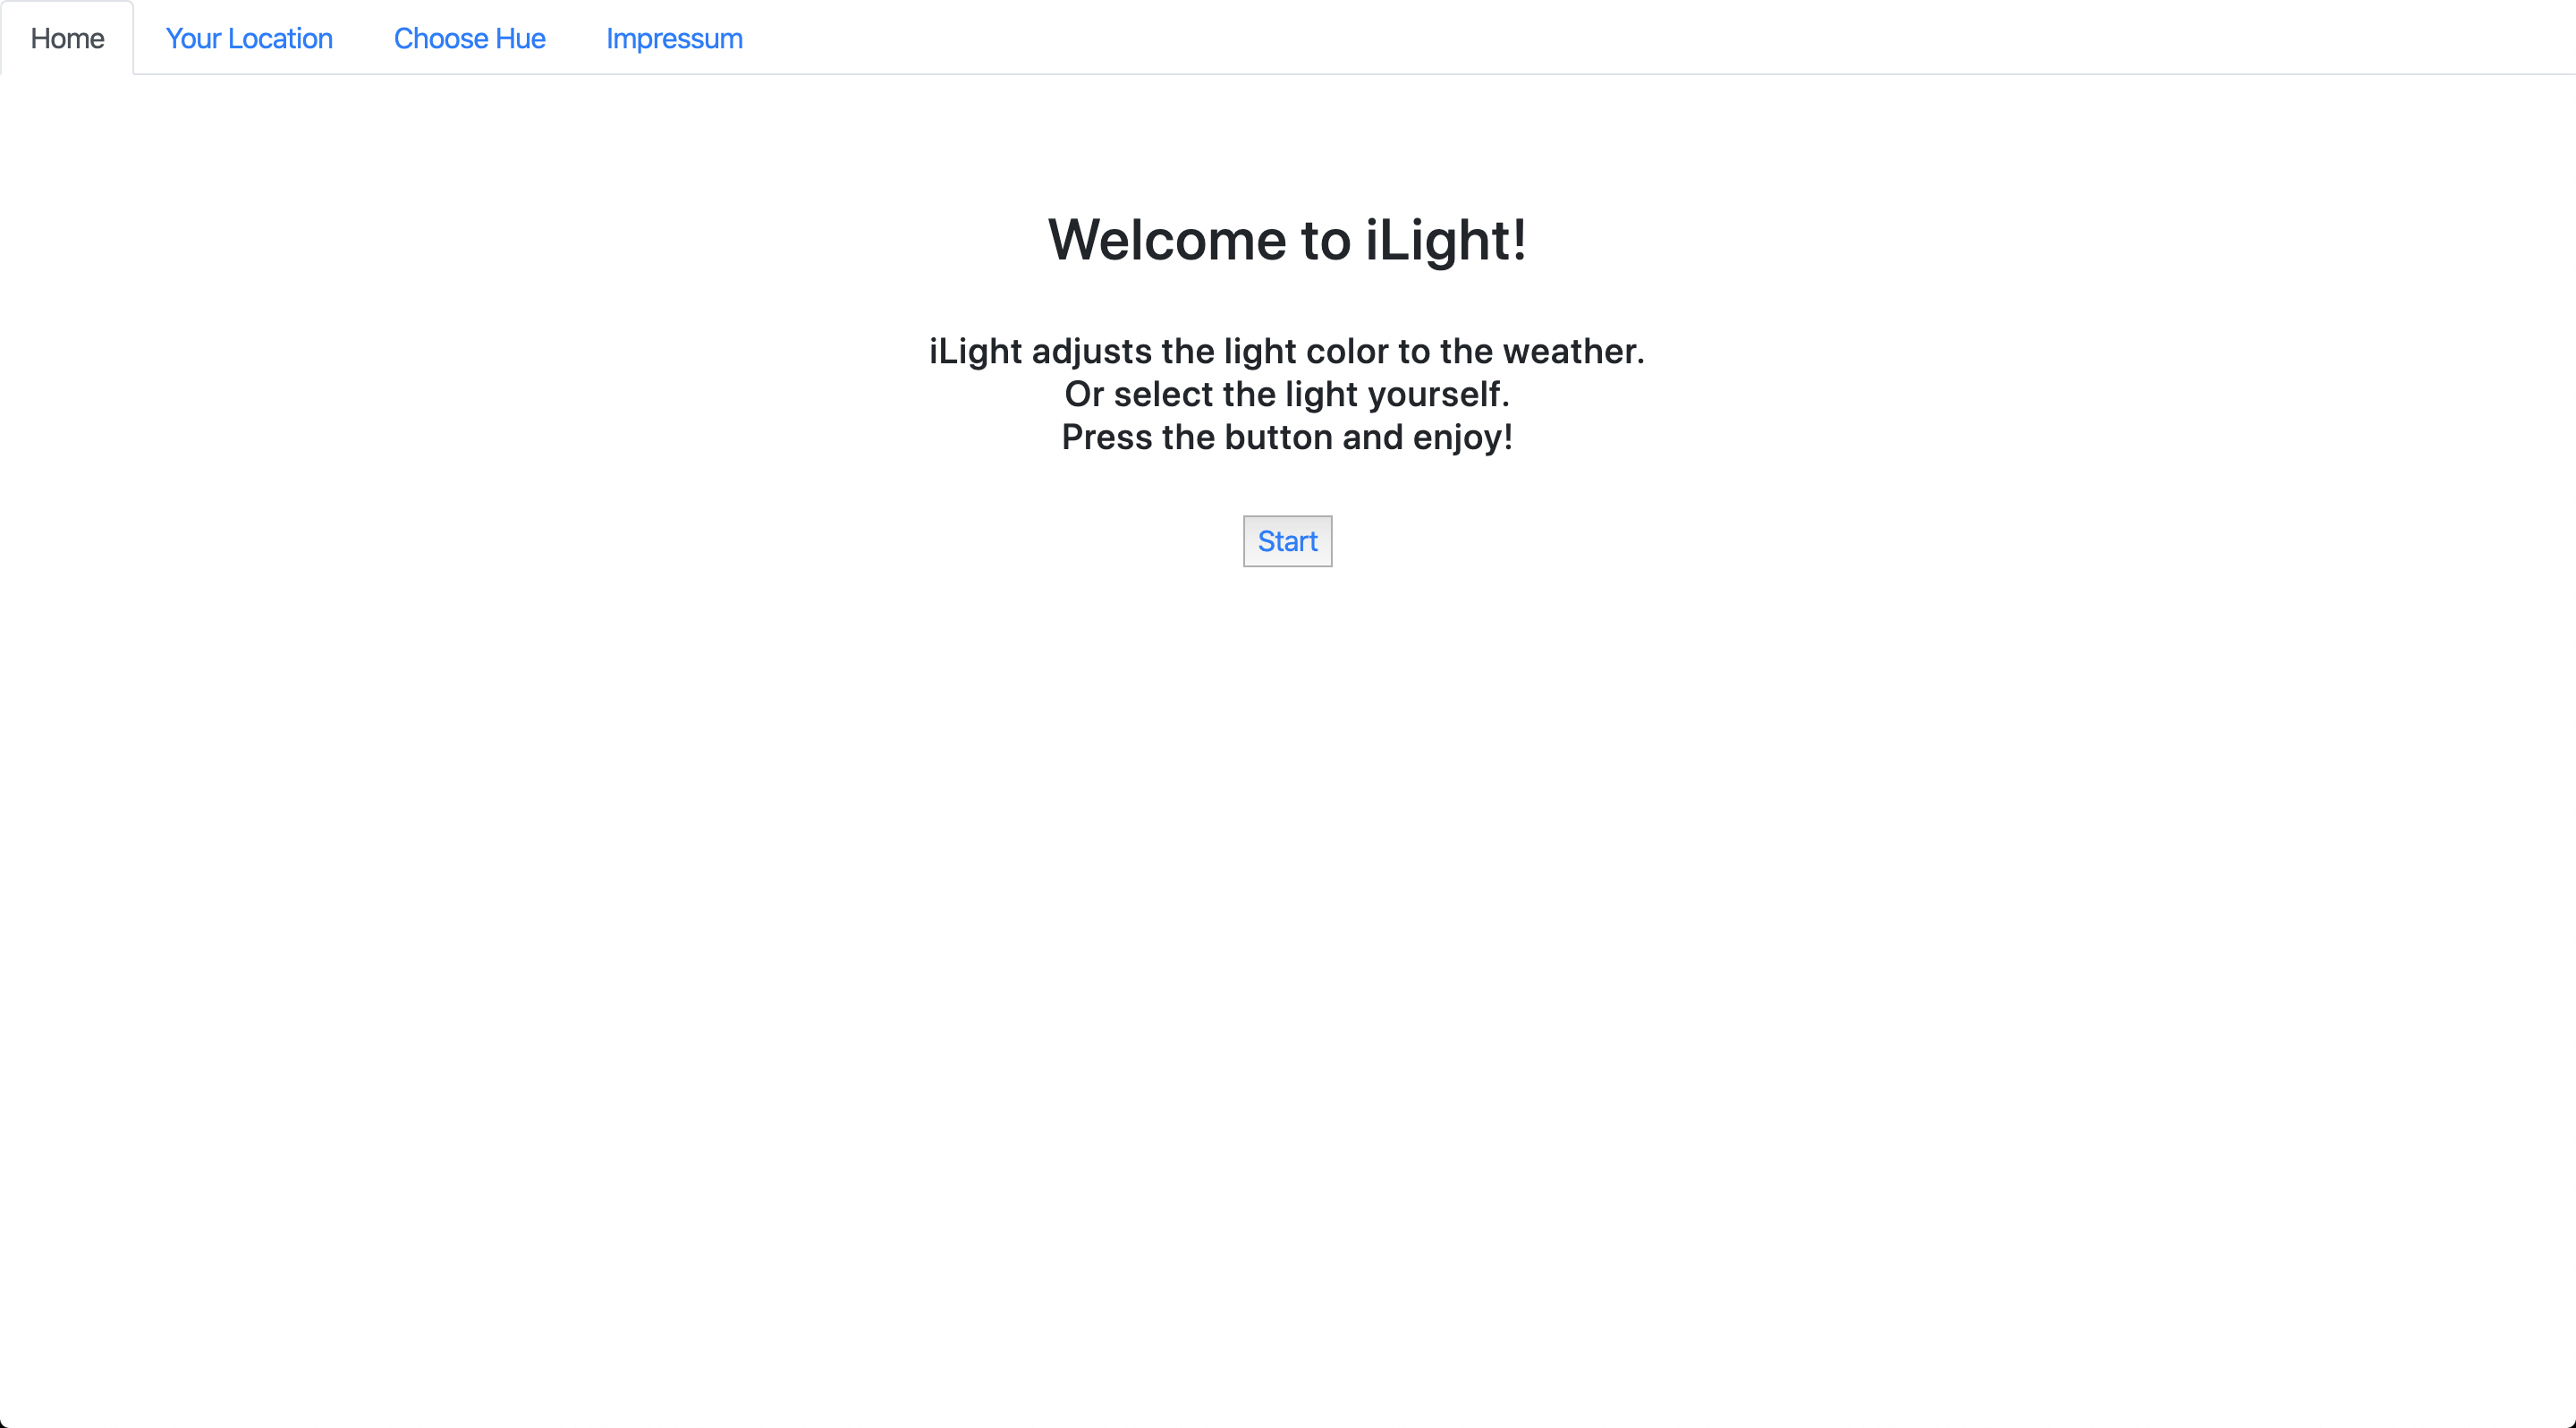 Home Your Location Choose Hue Impressum
Welcome to iLight!
iLight adjusts the light color to the weather.
Or select the light yourself.
Press the button and enjoy!
Start